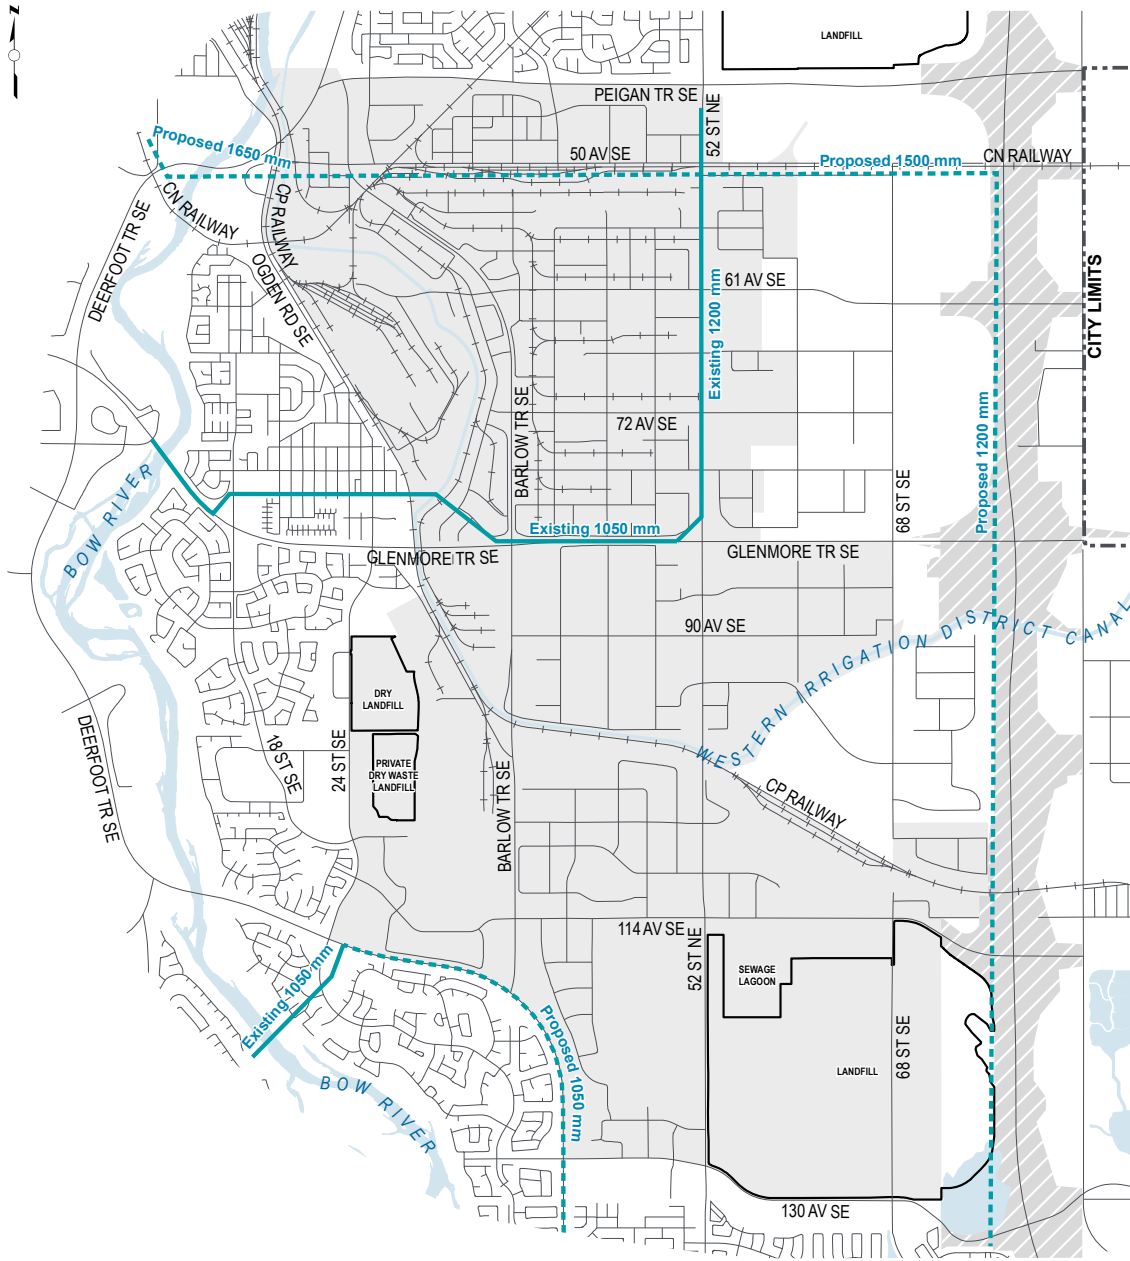 N
LANDFILL
PEIGAN TR SE
52 ST NE
Proposed 1650 mm
50 AV SE
Proposed 1500 mm
CN RAILWAY
CN RAILWAY
CP RAILWAY
DEERFOOT TR SE
OGDEN RD SE
61 AV SE
Existing 1200 mm
CITY LIMITS
BARLOW TR SE
72 AV SE
Proposed 1200 mm
68 ST SE
BOW RIVER
Existing 1050 mm
GLENMORE TR SE
GLENMORE TR SE
90 AV SE
WESTERN IRRIGATION DISTRICT CANAL
DRY
LANDFILL
DEERFOOT TR SE
18 ST SE
24 ST SE
PRIVATE
DRY WASTE
LANDFILL
BARLOW TR SE
CP RAILWAY
114 AV SE
52 ST NE
SEWAGE
LAGOON
Existing 1050 mm
Proposed 1050 mm
68 ST SE
LANDFILL
BOW RIVER
130 AV SE